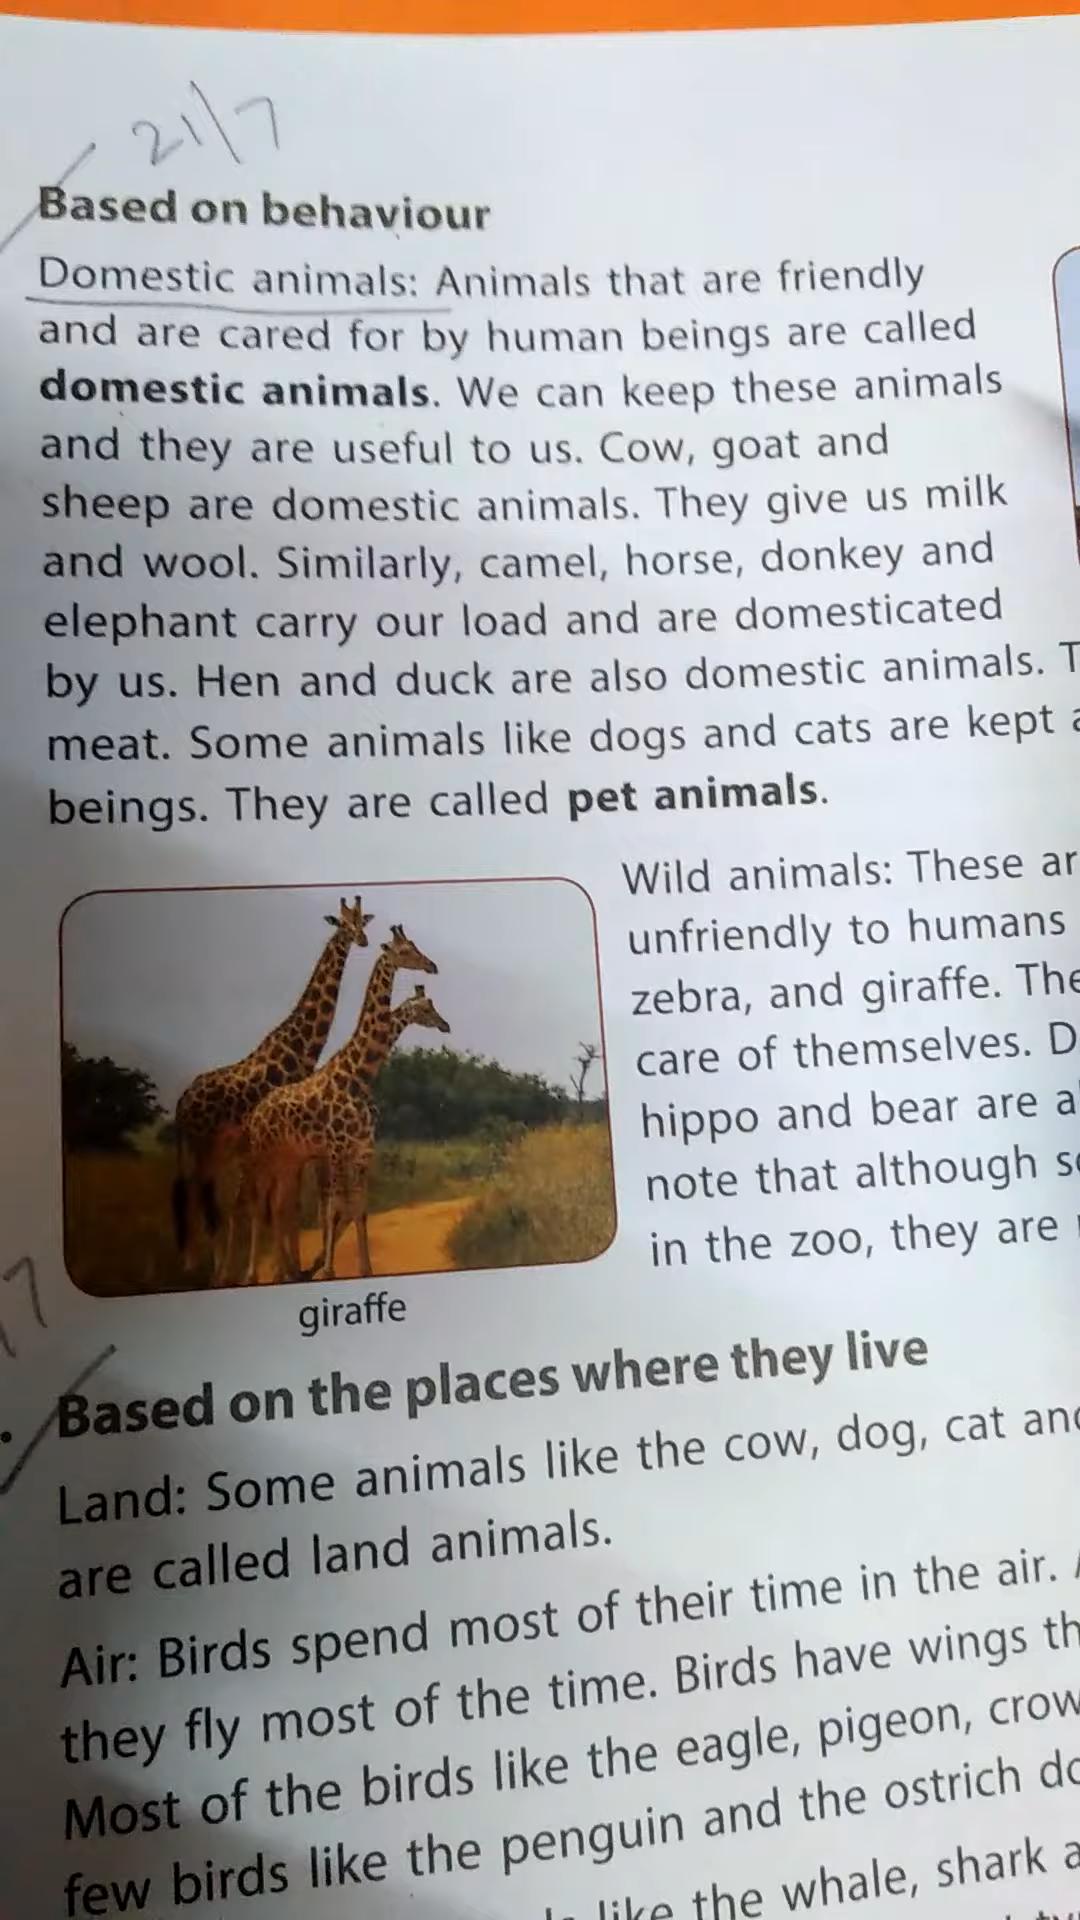 21/7
Based on behaviour
Domestic animals: Animals that are friendly
and are cared for by human beings are called
domestic animals. We can keep these animals
and they are useful to us. Cow, goat and
sheep are domestic animals. They give us milk
and wool. Similarly, camel, horse, donkey and
elephant carry our load and are domesticated
by us. Hen and duck are also domestic animals.
meat. Some animals like dogs and cats are kept
beings. They are called pet animals.
Wild animals: These
unfriendly to humans
zebra, and giraffe.
care of themselves.
hippo and bear are
note that although
in the zoo, they are
giraffe
Based on the places where they live
Land: Some animals like the cow, dog, cat
are called land animals.
Air: Birds spend most of their time in the air.
they fly most of the time. Birds have wings
Most of the birds like the eagle, pigeon, crow
few birds like the penguin and the ostrich
like the whale, shark